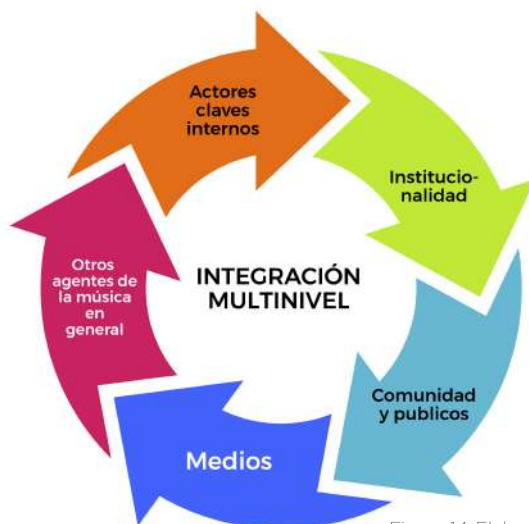 Actores
claves
internos
Institucio-
nalidad
Otros
agentes de
la música
en
general
INTEGRACIÓN
MULTINIVEL
Comunidad
y publicos
Medios